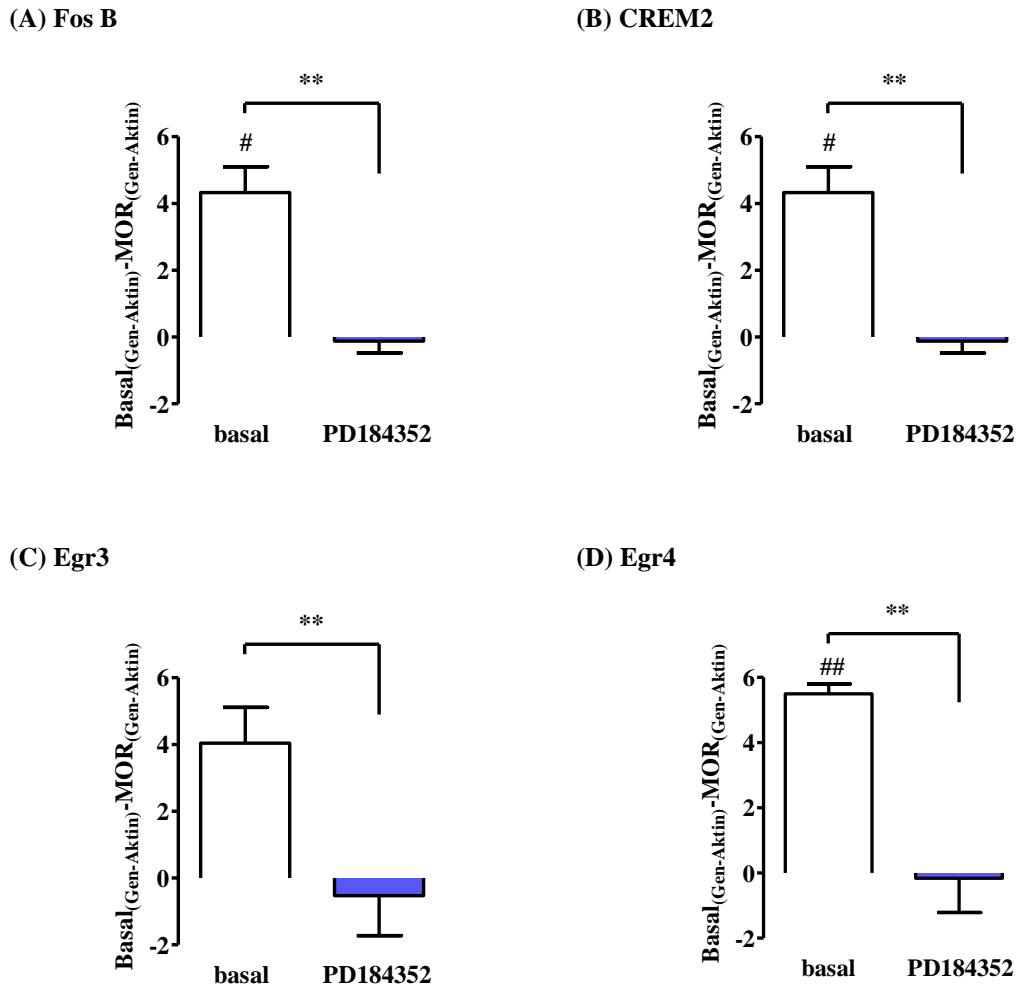 (A) Fos B
**
#
Basal(Gen-Aktin)-MOR(Gen-Aktin)
6
4
2
0
-2
basal PD184352
(B) CREM2
**
#
Basal(Gen-Aktin)-MOR(Gen-Aktin)
6
4
2
0
-2
basal PD184352
(C) Egr3
**
Basal(Gen-Aktin)-MOR(Gen-Aktin)
6
4
2
0
-2
basal PD184352
(D) Egr4
**
##
Basal(Gen-Aktin)-MOR(Gen-Aktin)
6
4
2
0
-2
basal PD184352